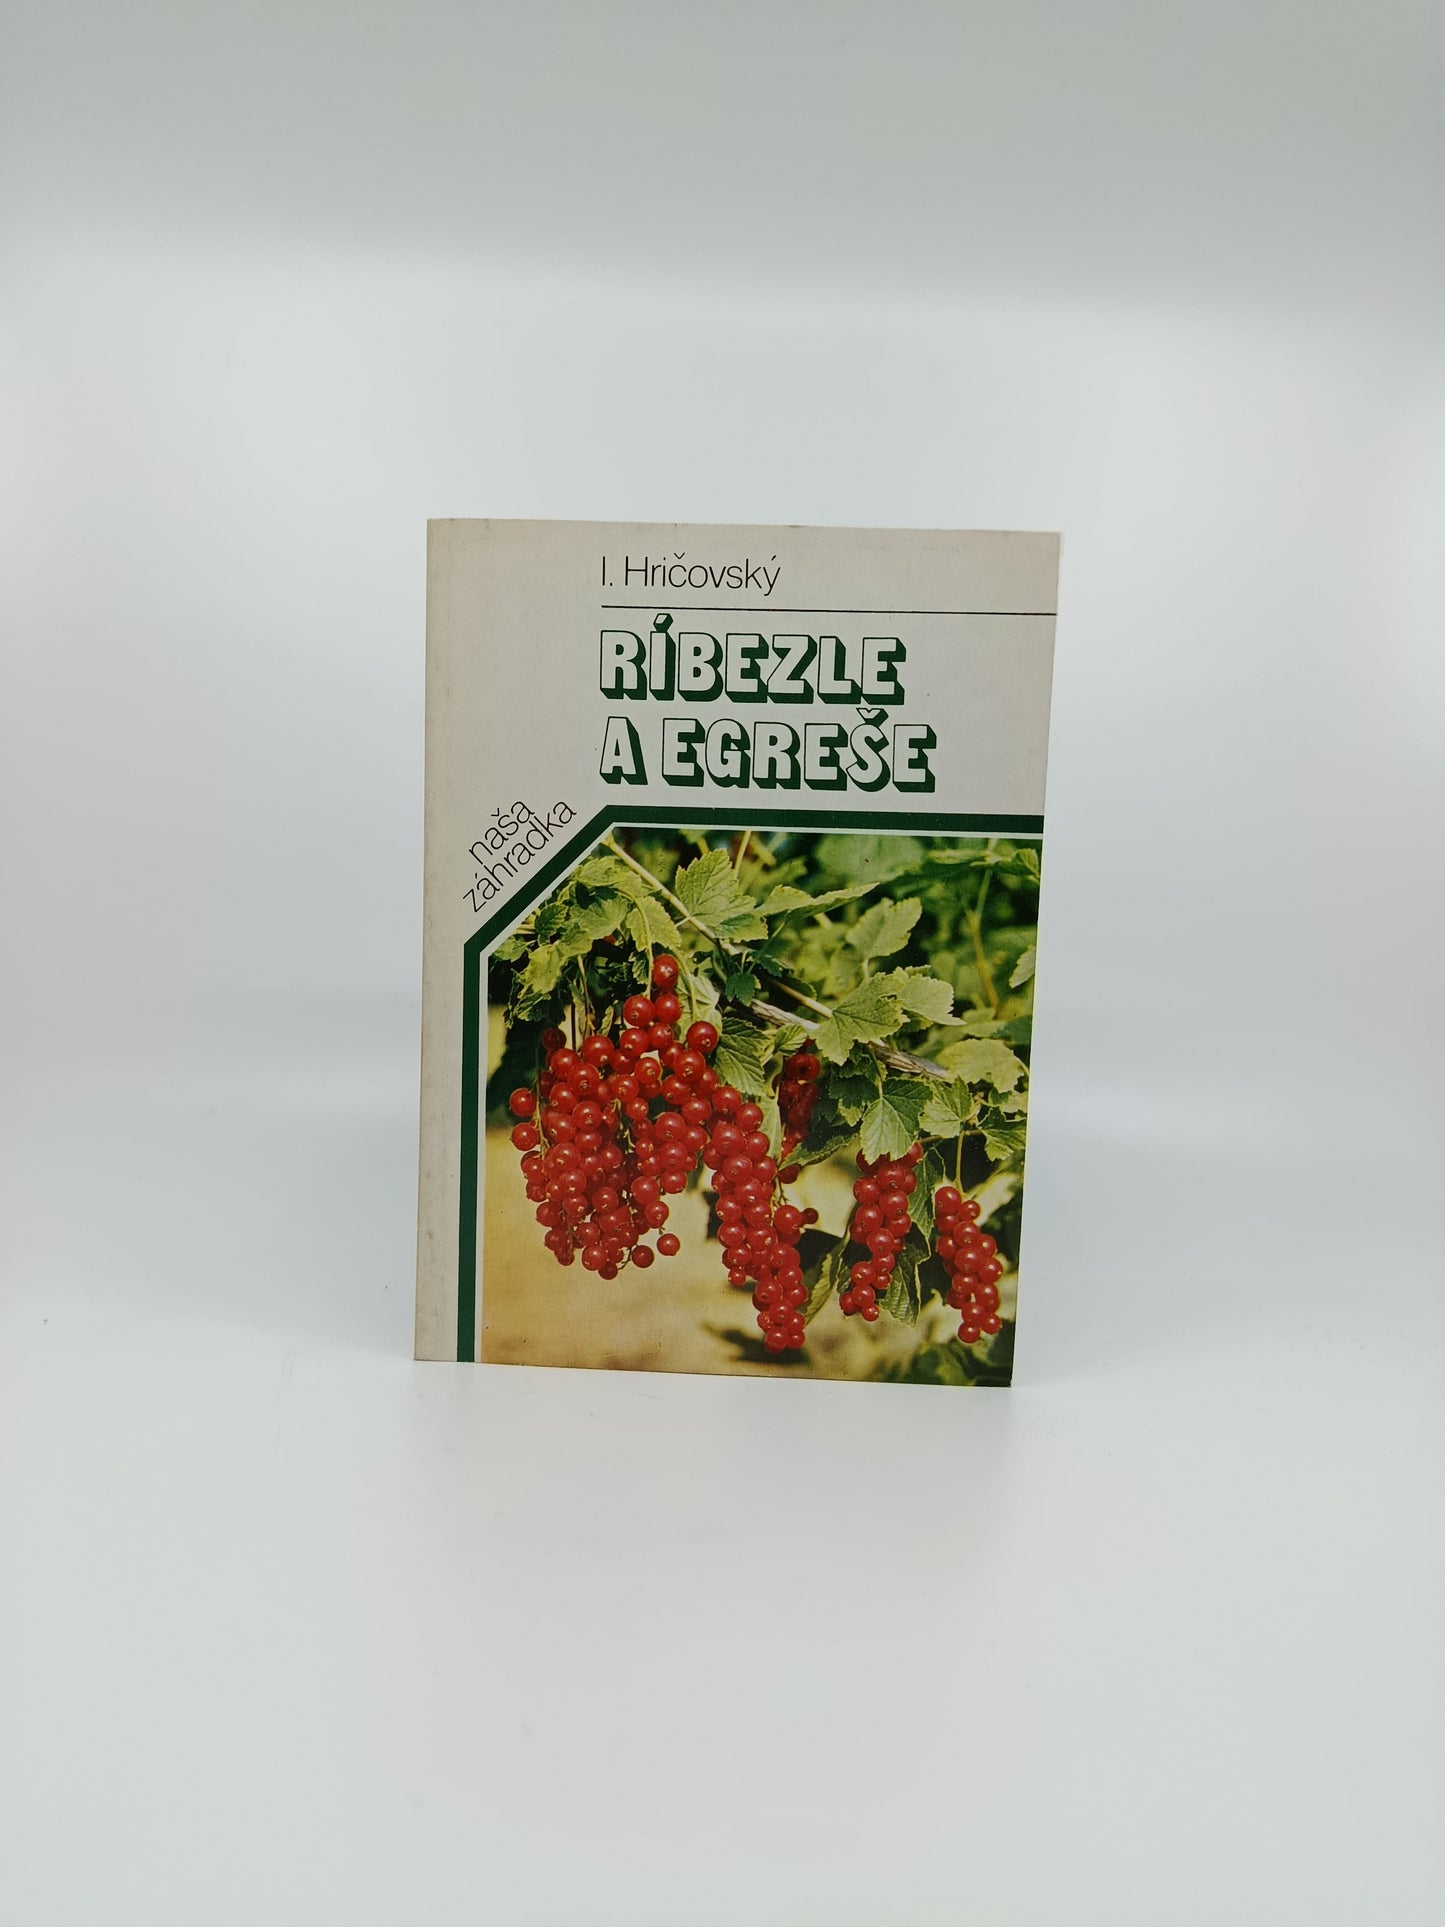 I. Hričovský
RÍBEZLE
A EGREŠE
naša
záhradka